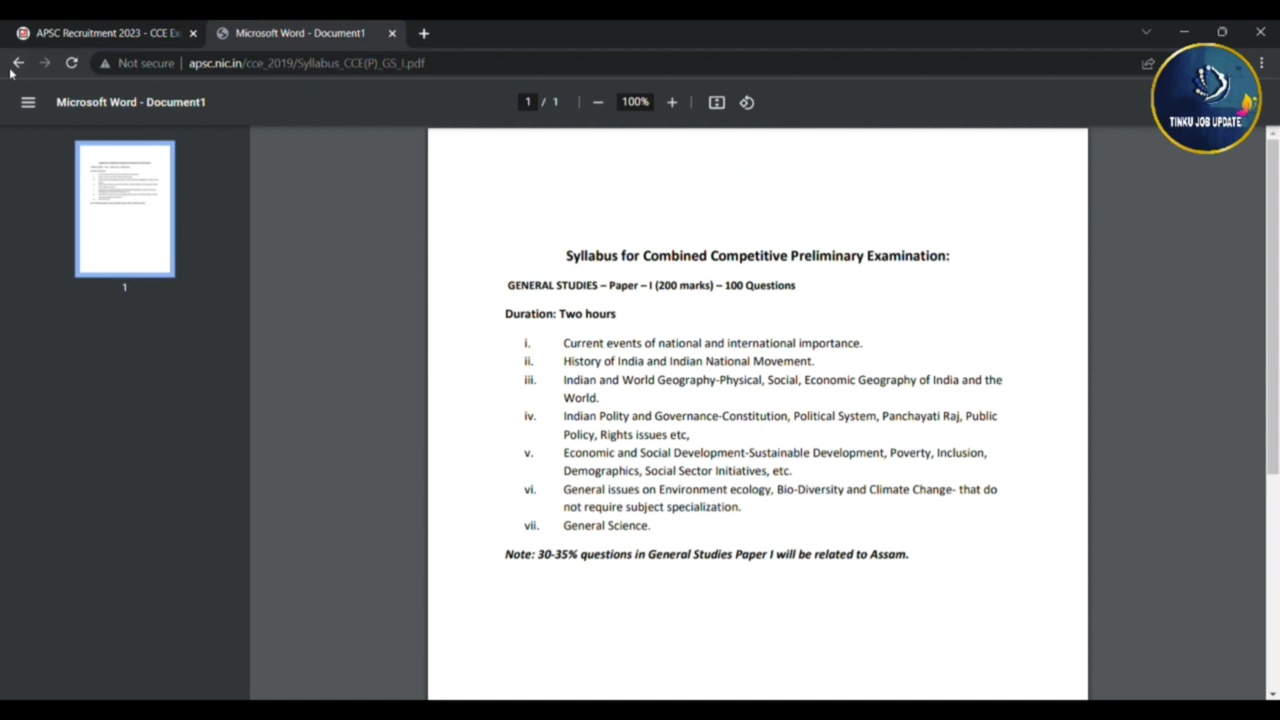 APSC Recruitment 2023 - CCE Ex
Microsoft Word - Document1
Not secure
apsc.nic.in/cce_2019/Syllabus_CCE(P)_GS_I.pdf
Microsoft Word - Document1
1 / 1
100%
TINKU JOB UPDATE
1
Syllabus for Combined Competitive Preliminary Examination:
GENERAL STUDIES – Paper – I (200 marks) – 100 Questions
Duration: Two hours
i. Current events of national and international importance.
ii. History of India and Indian National Movement.
iii. Indian and World Geography-Physical, Social, Economic Geography of India and the
World.
iv. Indian Polity and Governance-Constitution, Political System, Panchayati Raj, Public
Policy, Rights issues etc,
v. Economic and Social Development-Sustainable Development, Poverty, Inclusion,
Demographics, Social Sector Initiatives, etc.
vi. General issues on Environment ecology, Bio-Diversity and Climate Change- that do
not require subject specialization.
vii. General Science.
Note: 30-35% questions in General Studies Paper I will be related to Assam.